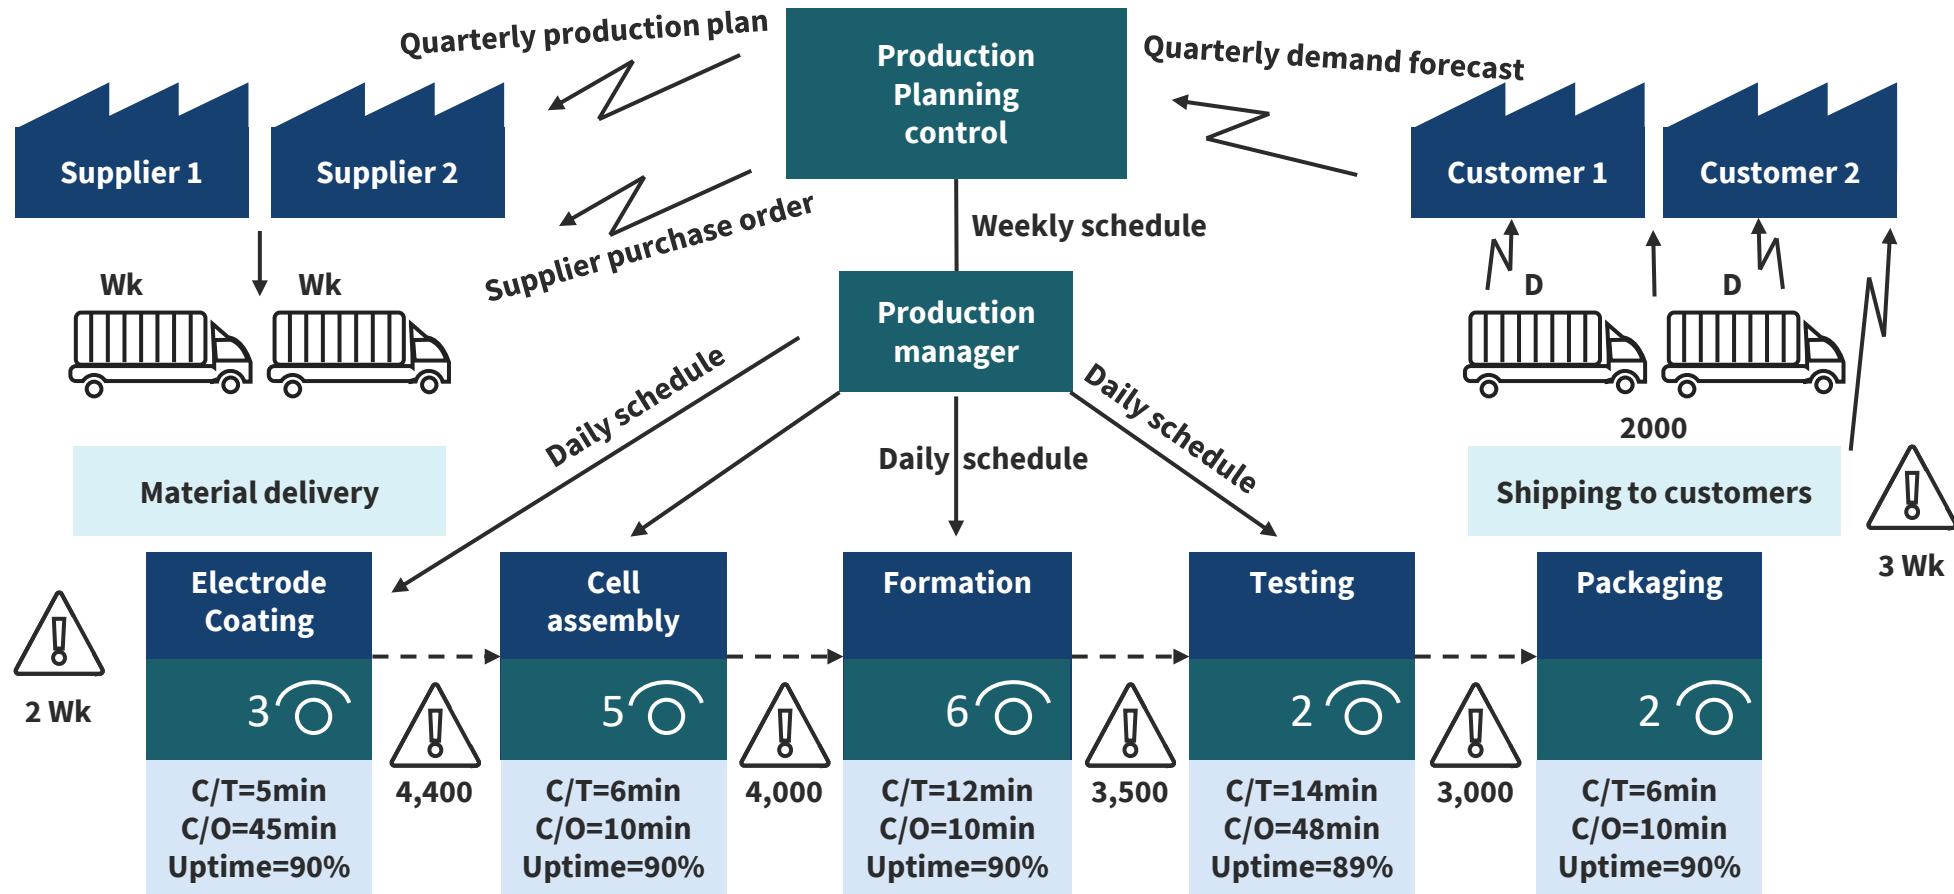 Quarterly production plan
Production
Planning
control
Quarterly demand forecast
Supplier 1
Supplier 2
Customer 1
Customer 2
Supplier purchase order
Weekly schedule
Wk
Wk
D
D
Production
manager
Daily schedule
Daily schedule
Daily schedule
2000
Material delivery
Shipping to customers
3 Wk
2 Wk
Electrode
Coating
Cell
assembly
Formation
Testing
Packaging
3
5
6
2
2
C/T=5min
C/O=45min
Uptime=90%
4,400
C/T=6min
C/O=10min
Uptime=90%
4,000
C/T=12min
C/O=10min
Uptime=90%
3,500
C/T=14min
C/O=48min
Uptime=89%
3,000
C/T=6min
C/O=10min
Uptime=90%